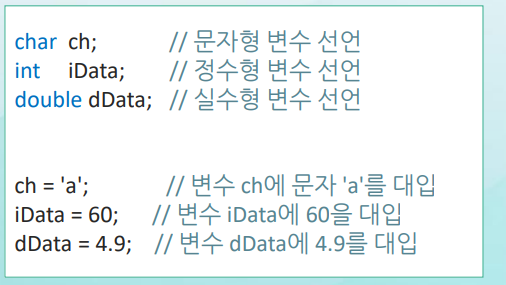 char ch; // 문자형 변수 선언
int iData; // 정수형 변수 선언
double dData; // 실수형 변수 선언
ch = 'a'; // 변수 ch에 문자 'a'를 대입
iData = 60; // 변수 iData에 60을 대입
dData = 4.9; // 변수 dData에 4.9를 대입